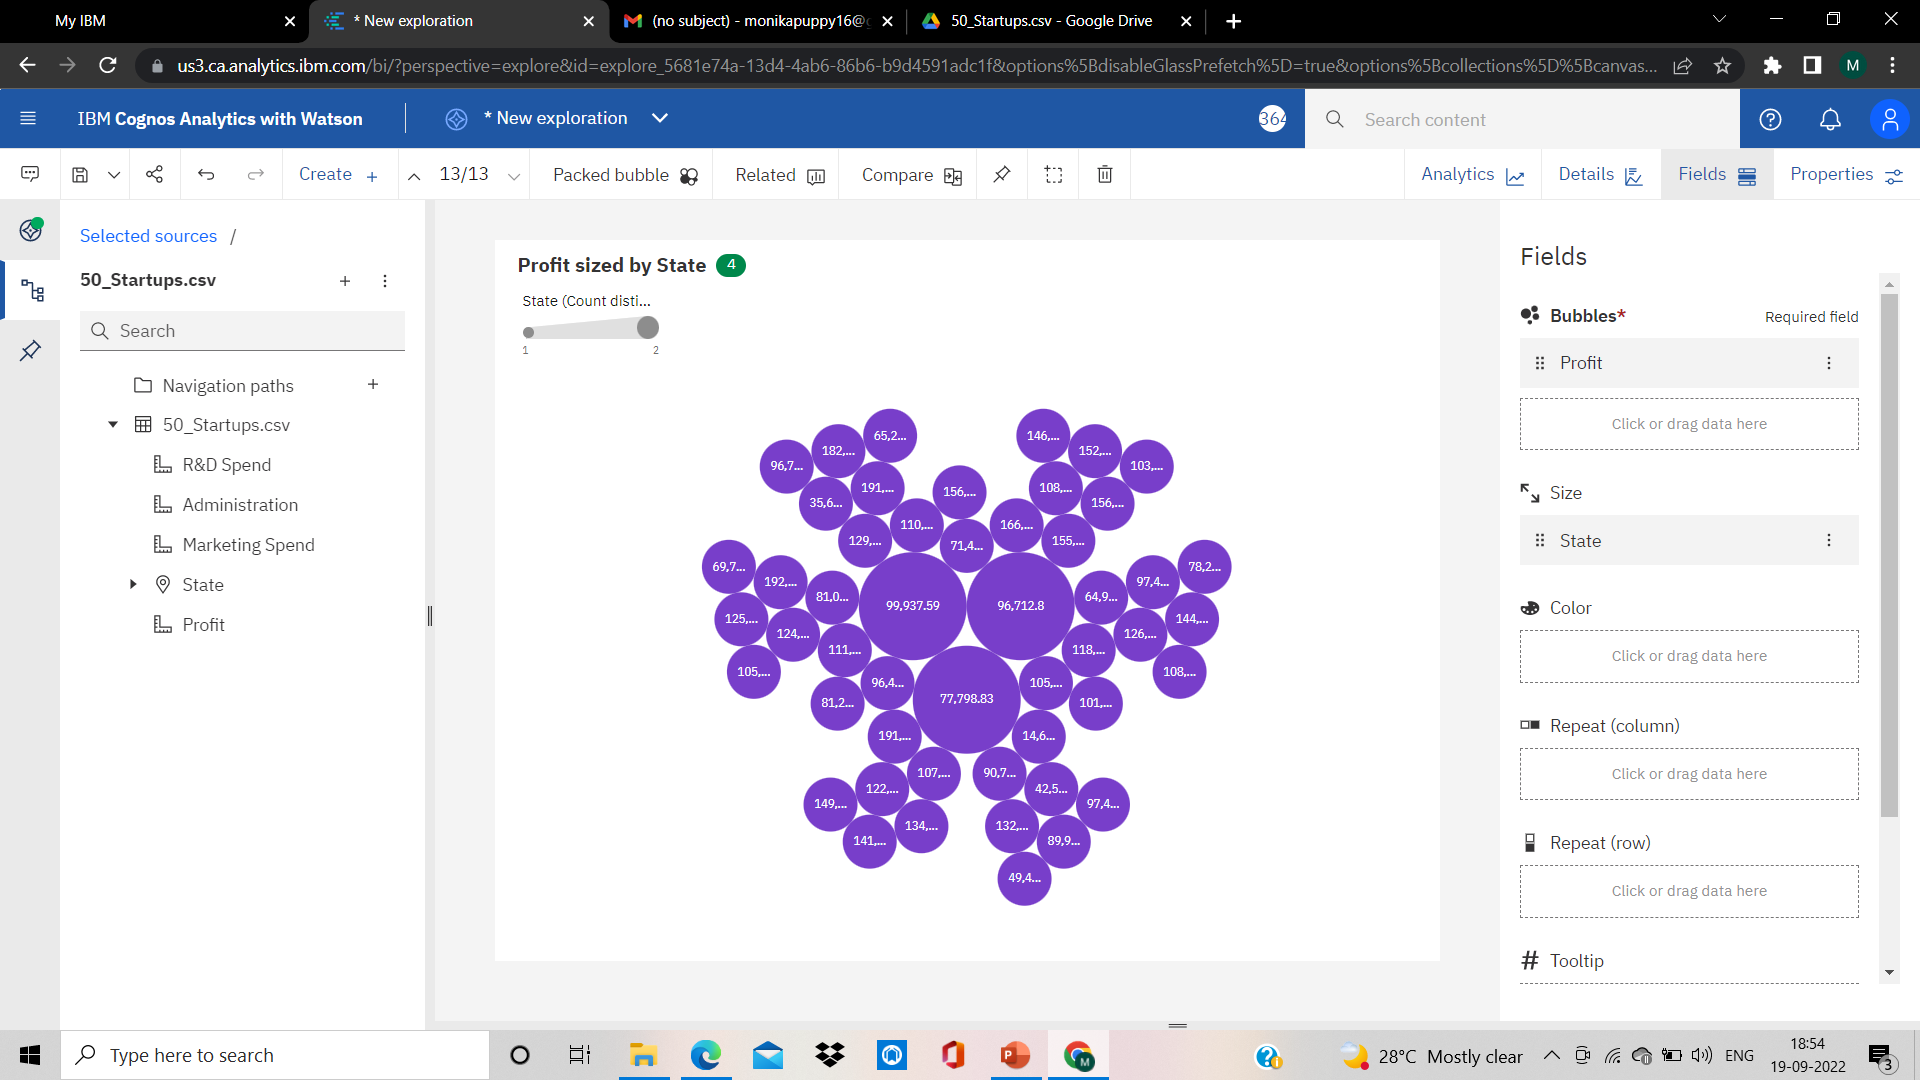 My IBM
* New exploration
(no subject) - monikapuppy16@
50_Startups.csv - Google Drive
us3.ca.analytics.ibm.com/bi/?perspective=explore&id=explore_5681e74a-13d4-4ab6-86b6-b9d4591adc1f&options%5BdisableGlassPrefetch%5D=true&options%5Bcollections%5D%5Bcanvas...
M
IBM Cognos Analytics with Watson
* New exploration
364
Search content
Create +
13/13
Packed bubble
Related
Compare
Analytics
Details
Fields
Properties
Selected sources /
50_Startups.csv
Search
Navigation paths
50_Startups.csv
R&D Spend
Administration
Marketing Spend
State
Profit
Profit sized by State 4
State (Count disti...
1 2
65,2...
146,...
182,...
152,...
96,7...
103,...
191,...
156,...
108,...
35,6...
156,...
110,...
166,...
129,...
71,4...
155,...
69,7...
78,2...
192,...
97,4...
81,0...
64,9...
99,937.59
96,712.8
125,...
144,...
124,...
126,...
111,...
118,...
105,...
108,...
96,4...
105,...
81,2...
101,...
77,798.83
191,...
14,6...
107,...
90,7...
122,...
42,5...
149,...
97,4...
134,...
132,...
141,...
89,9...
49,4...
Fields
Bubbles*
Required field
Profit
Click or drag data here
Size
State
Color
Click or drag data here
Repeat (column)
Click or drag data here
Repeat (row)
Click or drag data here
# Tooltip
Type here to search
28°C Mostly clear
ENG
18:54
19-09-2022
3